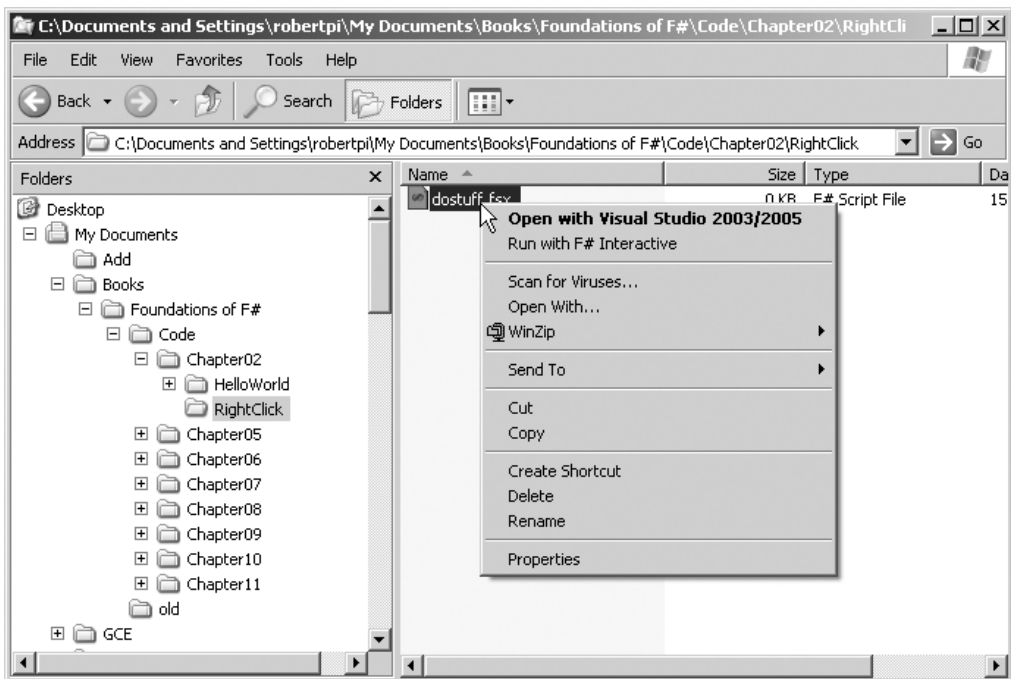 C:\Documents and Settings\robertpi\My Documents\Books\Foundations of F#\Code\Chapter02\RightCli
File Edit View Favorites Tools Help
Back Search Folders
Address C:\Documents and Settings\robertpi\My Documents\Books\Foundations of F#\Code\Chapter02\RightClick Go
Folders x Name Size Type Da
dostuff.fsx 0 KB F# Script File 15
Desktop
My Documents
Add
Books
Foundations of F#
Code
Chapter02
HelloWorld
RightClick
Chapter05
Chapter06
Chapter07
Chapter08
Chapter09
Chapter10
Chapter11
old
GCE
Open with Visual Studio 2003/2005
Run with F# Interactive
Scan for Viruses...
Open With...
WinZip
Send To
Cut
Copy
Create Shortcut
Delete
Rename
Properties